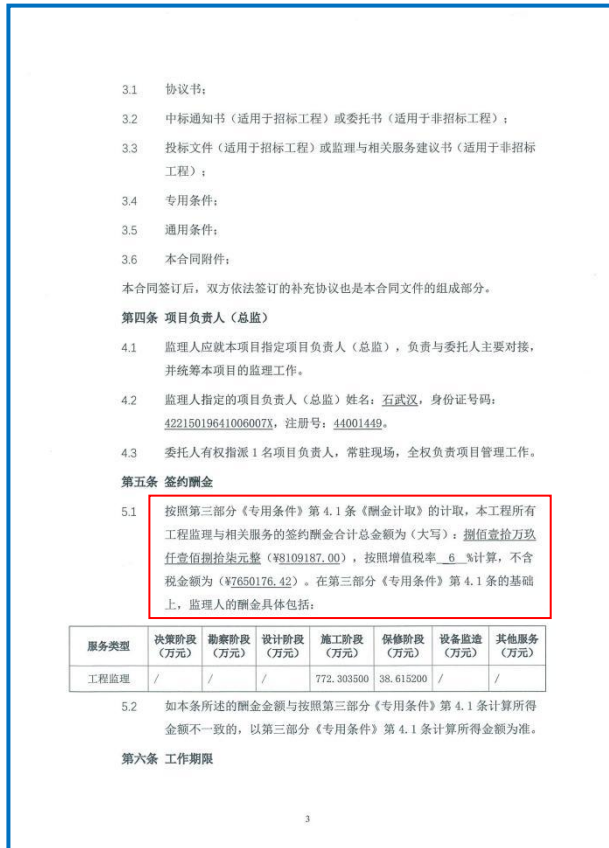 3.1 协议书；
3.2 中标通知书（适用于招标工程）或委托书（适用于非招标工程）；
3.3 投标文件（适用于招标工程）或监理与相关服务建议书（适用于非招标
工程）；
3.4 专用条件；
3.5 通用条件；
3.6 本合同附件；
本合同签订后，双方依法签订的补充协议也是本合同文件的组成部分。
第四条 项目负责人（总监）
4.1 监理人应就本项目指定项目负责人（总监），负责与委托人主要对接，
并统筹本项目的监理工作。
4.2 监理人指定的项目负责人（总监）姓名：石武汉，身份证号码：
42215019641006007X，注册号：44001449。
4.3 委托人有权指派 1 名项目负责人，常驻现场，全权负责项目管理工作。
第五条 签约酬金
5.1 按照第三部分《专用条件》第 4.1 条《酬金计取》的计取，本工程所有
工程监理与相关服务的签约酬金合计总金额为（大写）：捌佰壹拾万玖
仟壹佰捌拾柒元整（¥8109187.00），按照增值税率 6 %计算，不含
税金额为（¥7650176.42）。在第三部分《专用条件》第 4.1 条的基础
上，监理人的酬金具体包括：
服务类型 决策阶段（万元） 勘察阶段（万元） 设计阶段（万元） 施工阶段（万元） 保修阶段（万元） 设备监造（万元） 其他服务（万元）
工程监理 / / / 772.303500 38.615200 / /
5.2 如本条所述的酬金金额与按照第三部分《专用条件》第 4.1 条计算所得
金额不一致的，以第三部分《专用条件》第 4.1 条计算所得金额为准。
第六条 工作期限
3